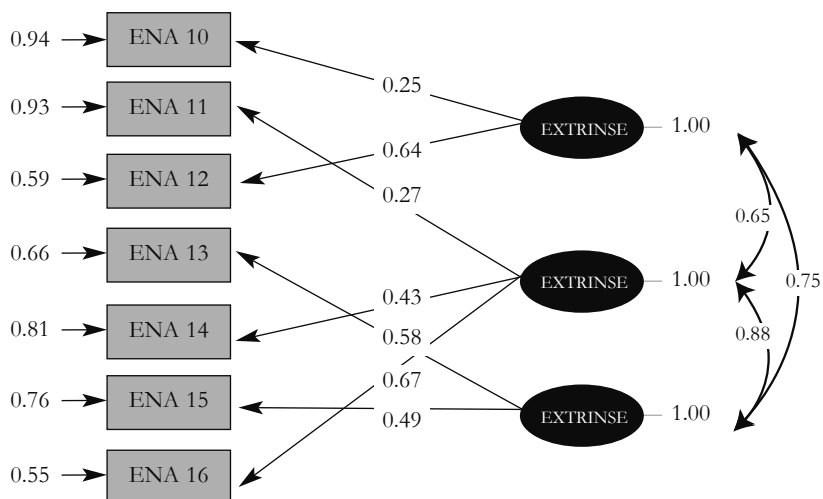 0.94
ENA 10
0.25
0.93
ENA 11
EXTRINSE
1.00
0.64
0.59
ENA 12
0.27
0.65
0.66
ENA 13
EXTRINSE
1.00
0.75
0.43
0.81
ENA 14
0.58
0.88
0.67
0.76
ENA 15
EXTRINSE
1.00
0.49
0.55
ENA 16